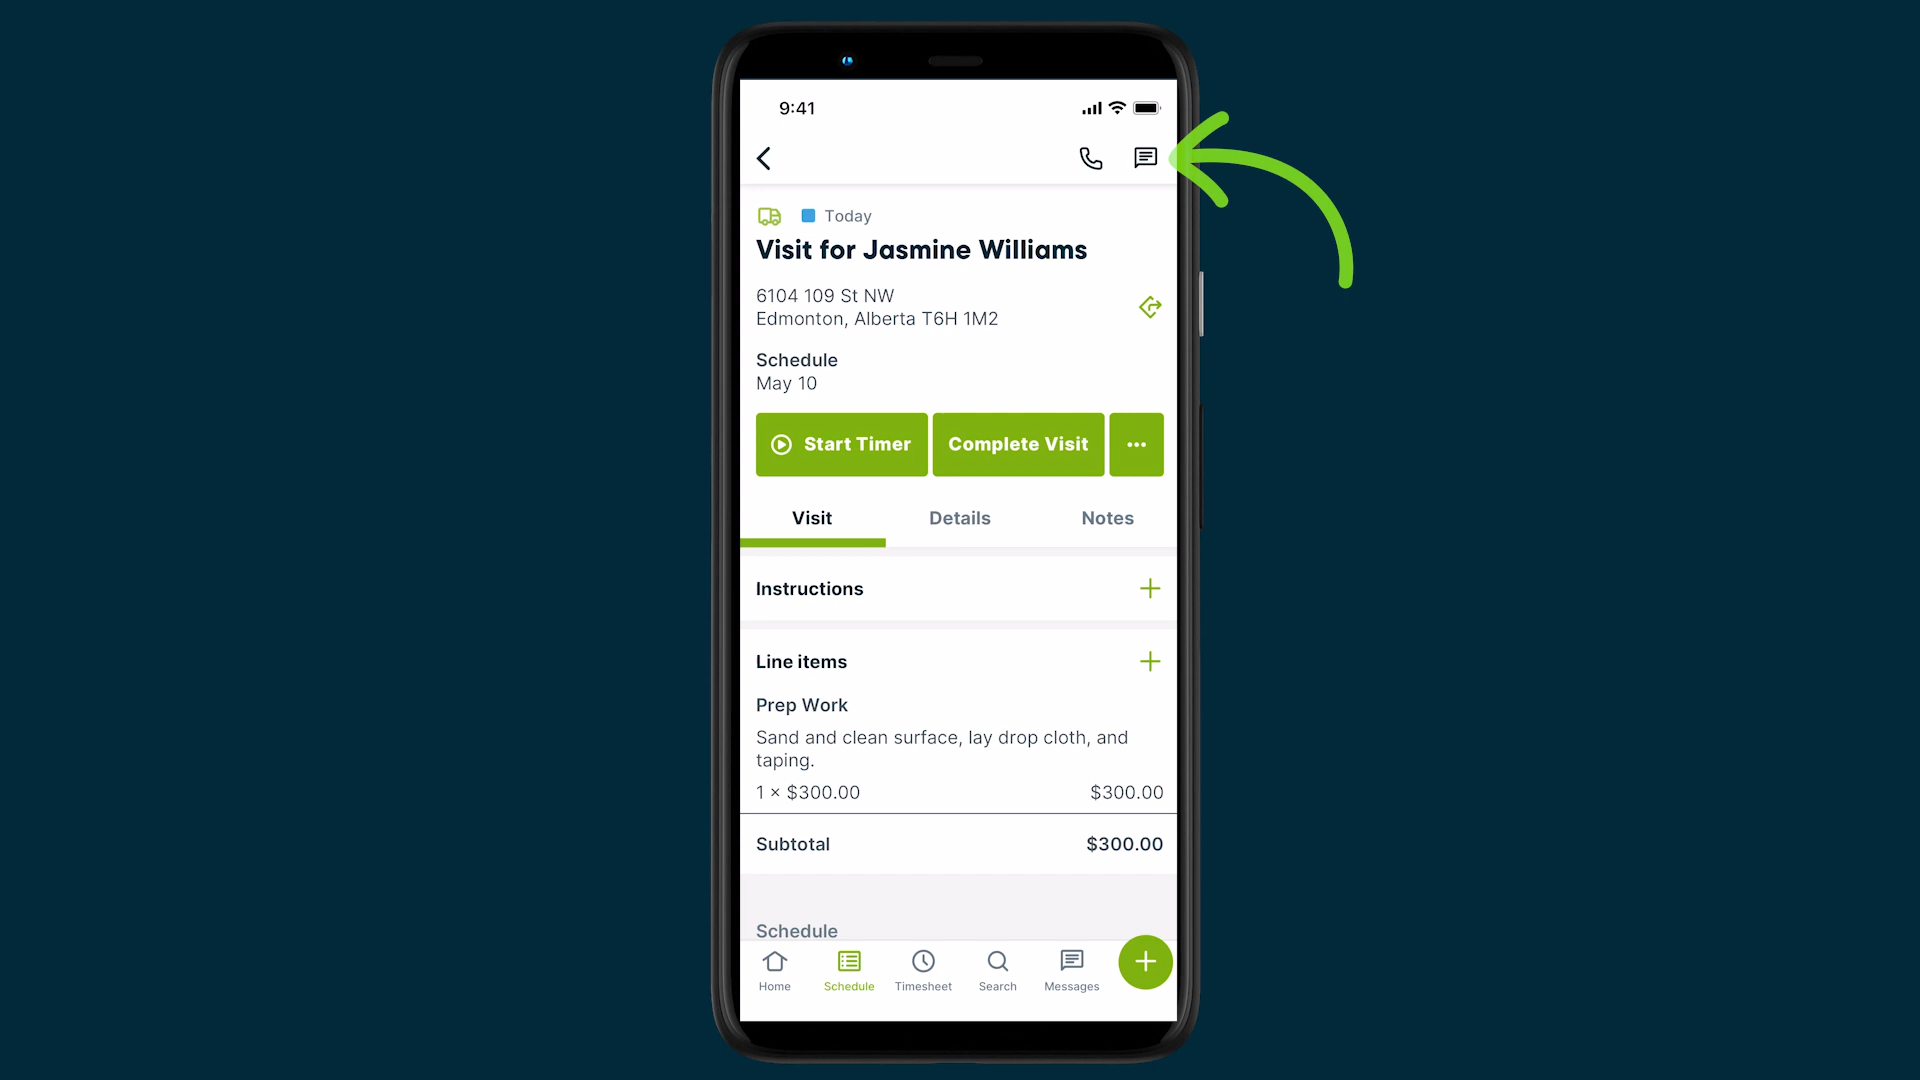 9:41
Today
Visit for Jasmine Williams
6104 109 St NW
Edmonton, Alberta T6H 1M2
Schedule
May 10
Start Timer
Complete Visit
Visit
Details
Notes
Instructions
Line items
Prep Work
Sand and clean surface, lay drop cloth, and
taping.
1 × $300.00
$300.00
Subtotal
$300.00
Schedule
Home
Schedule
Timesheet
Search
Messages